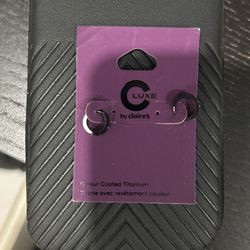 C LUXE
by claire's
Colour Coated Titanium
Titane avec revêtement couleur